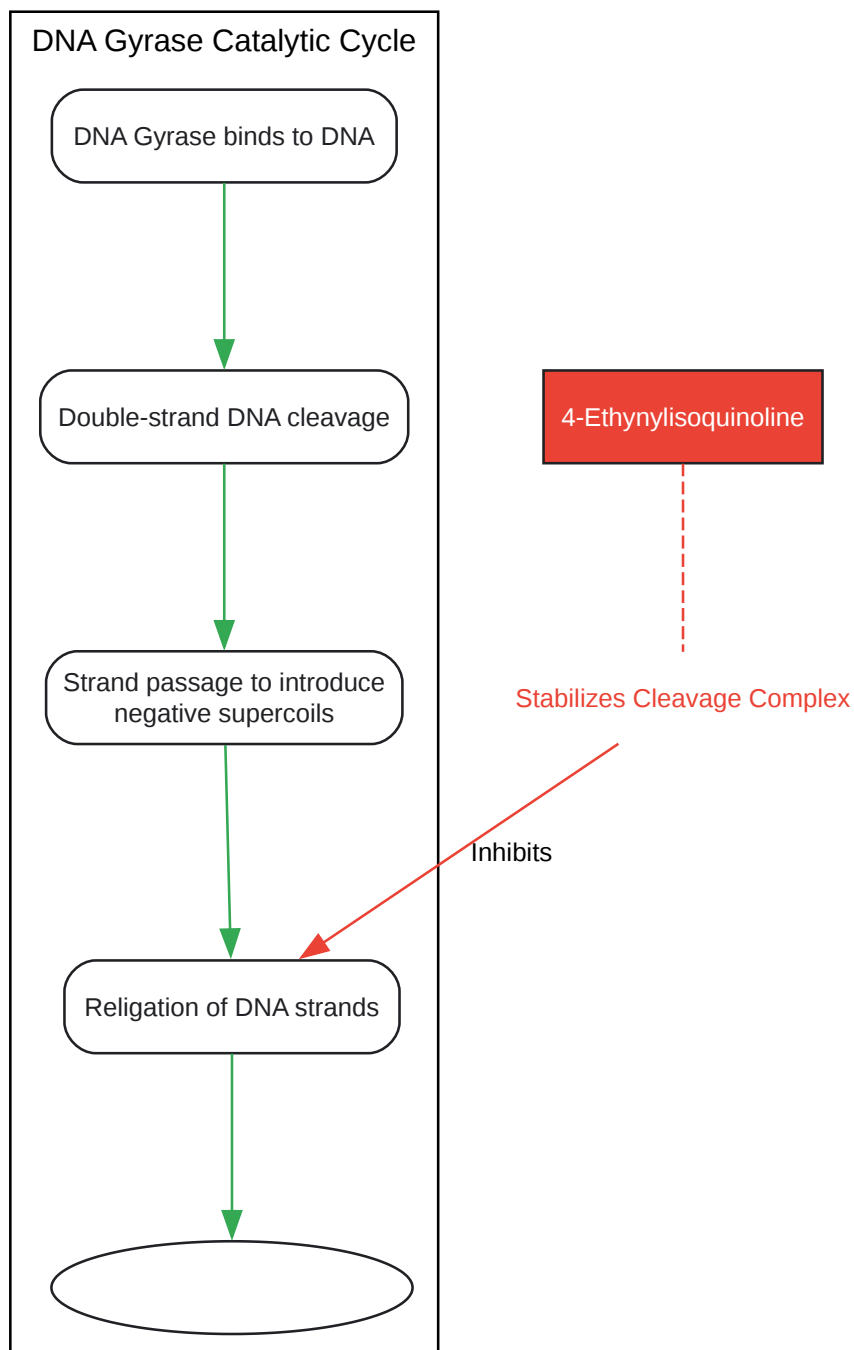 DNA Gyrase Catalytic Cycle
DNA Gyrase binds to DNA
Double-strand DNA cleavage
4-Ethynylisoquinoline
Strand passage to introduce
negative supercoils
Stabilizes Cleavage Complex
Inhibits
Religation of DNA strands